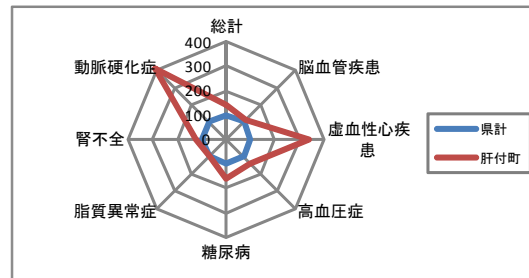 総計
400
300
200
100
0
脳血管疾患
虚血性心疾
患
高血圧症
糖尿病
脂質異常症
腎不全
動脈硬化症
県計
肝付町